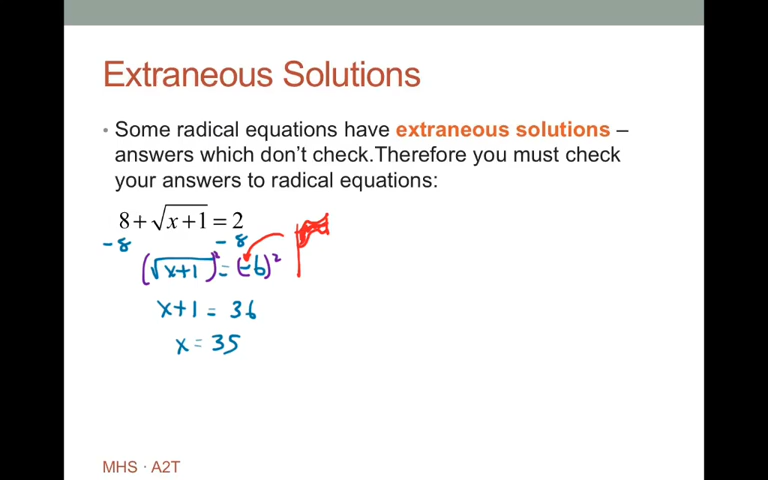 Extraneous Solutions
• Some radical equations have extraneous solutions –
answers which don't check.Therefore you must check
your answers to radical equations:
8+√(x+1)=2
-8 -8
(√x+1)²=(-6)²
x+1 = 36
x = 35
MHS · A2T